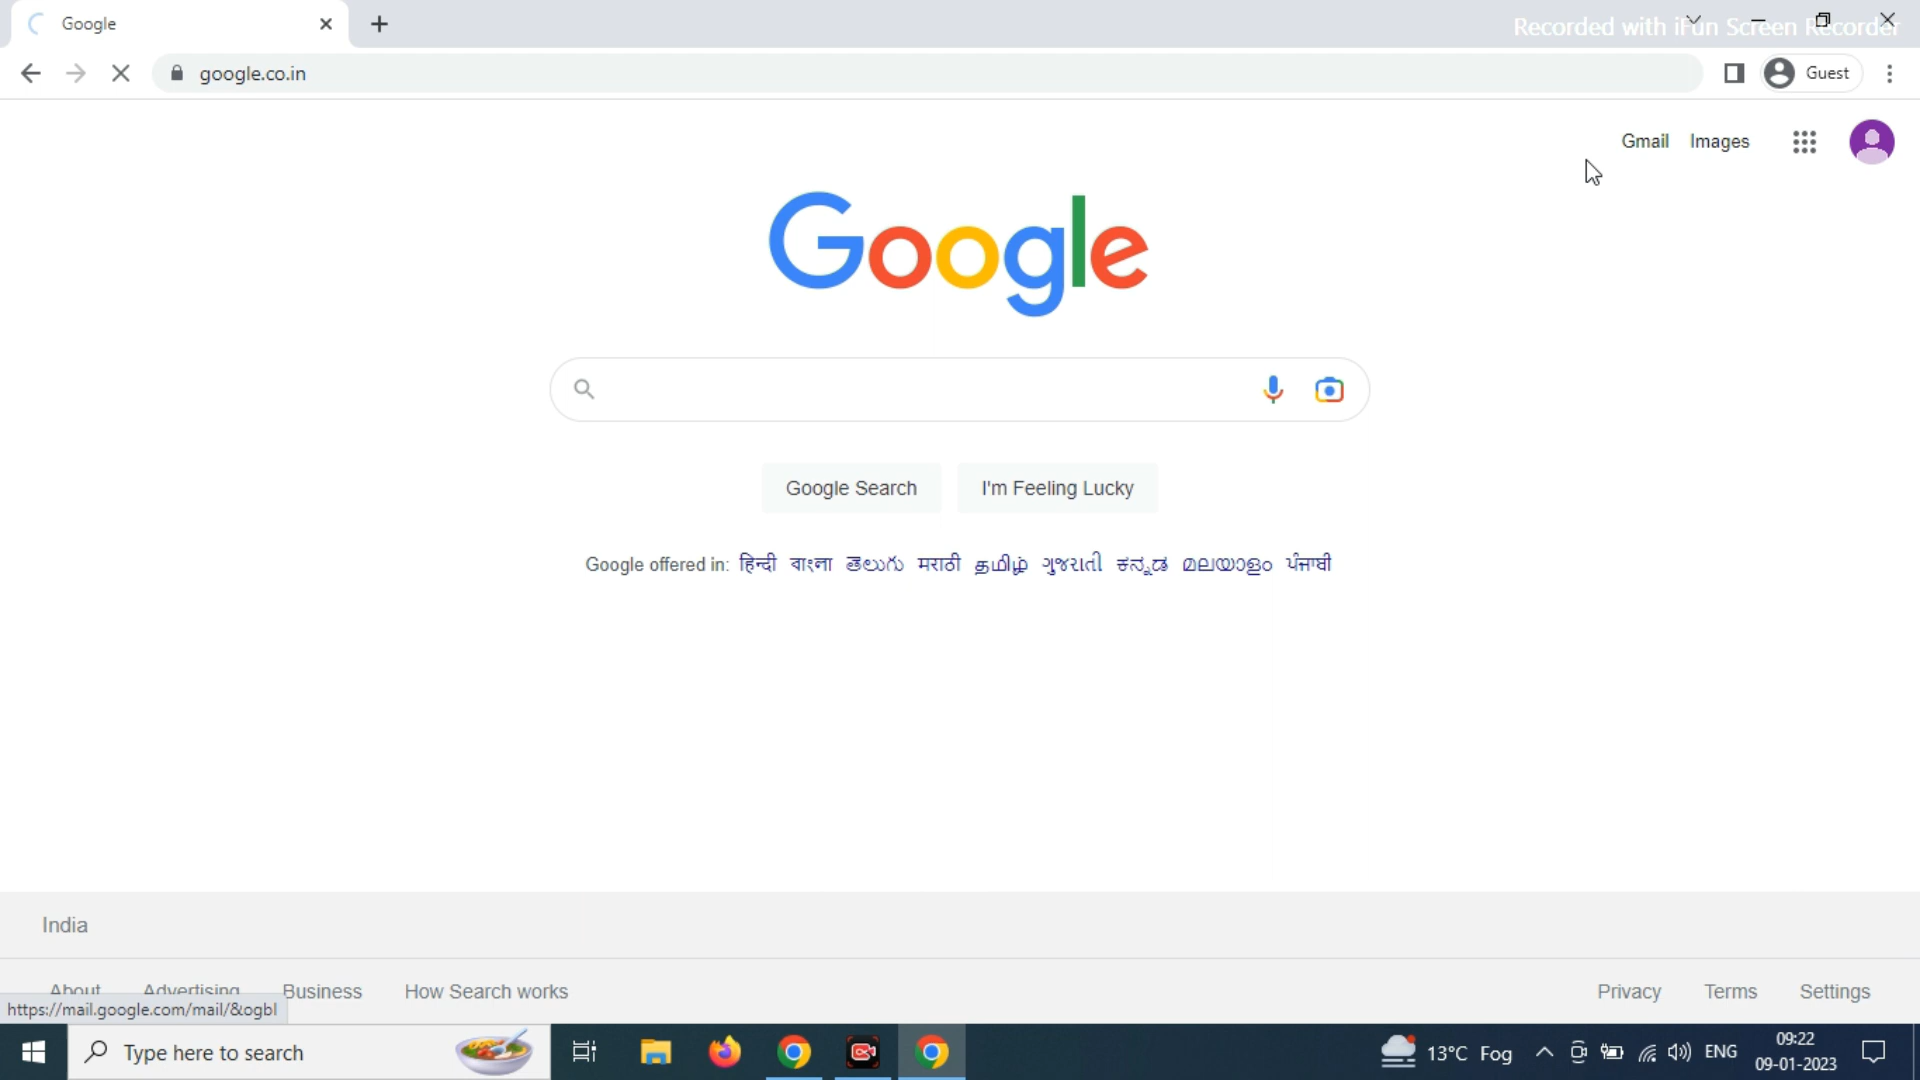 Google
Recorded with iFun Screen Recorder
google.co.in
Guest
Gmail Images
Google
Google Search I'm Feeling Lucky
Google offered in: हिन्दी বাংলা తెలుగు मराठी தமிழ் ગુજરાતી ಕನ್ನಡ മലയാളം ਪੰਜਾਬੀ
India
About Advertising Business How Search works Privacy Terms Settings
https://mail.google.com/mail/&ogbl
Type here to search 13°C Fog ENG 09:22
09-01-2023